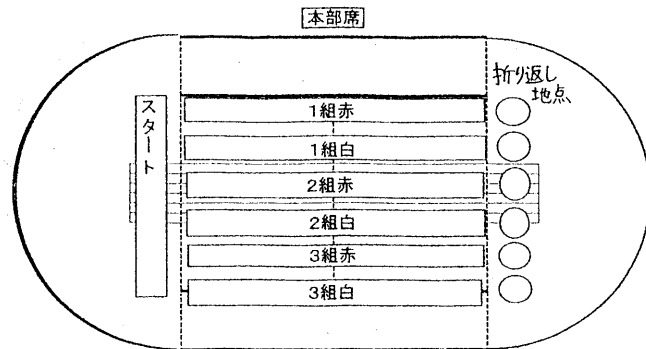 本部席
折り返し
地点
スタート
1組赤
1組白
2組赤
2組白
3組赤
3組白